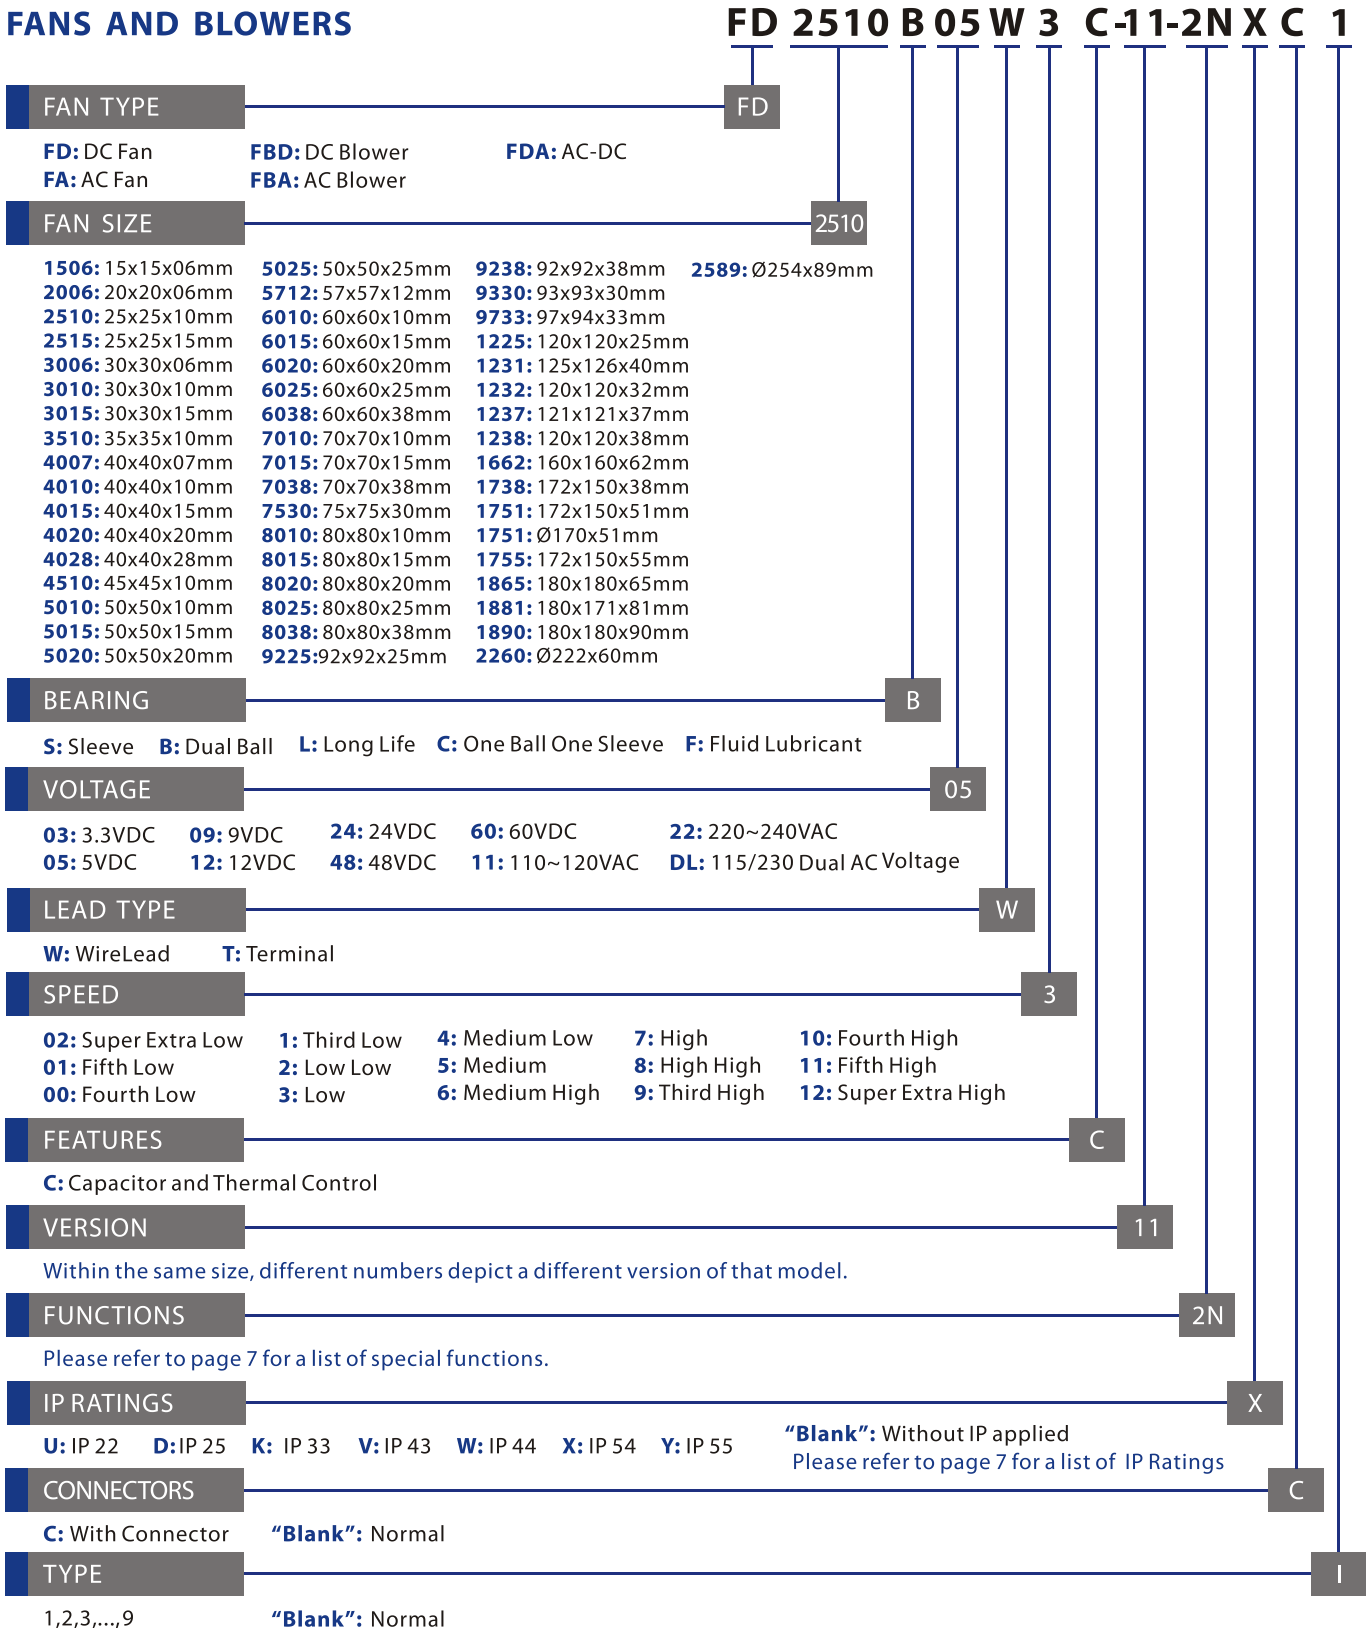 FANS AND BLOWERS
FD 2510 B 05 W 3 C-11-2N X C 1
FAN TYPE FD
FD: DC Fan FBD: DC Blower FDA: AC-DC
FA: AC Fan FBA: AC Blower
FAN SIZE 2510
1506: 15x15x06mm 5025: 50x50x25mm 9238: 92x92x38mm 2589: Ø254x89mm
2006: 20x20x06mm 5712: 57x57x12mm 9330: 93x93x30mm
2510: 25x25x10mm 6010: 60x60x10mm 9733: 97x94x33mm
2515: 25x25x15mm 6015: 60x60x15mm 1225: 120x120x25mm
3006: 30x30x06mm 6020: 60x60x20mm 1231: 125x126x40mm
3010: 30x30x10mm 6025: 60x60x25mm 1232: 120x120x32mm
3015: 30x30x15mm 6038: 60x60x38mm 1237: 121x121x37mm
3510: 35x35x10mm 7010: 70x70x10mm 1238: 120x120x38mm
4007: 40x40x07mm 7015: 70x70x15mm 1662: 160x160x62mm
4010: 40x40x10mm 7038: 70x70x38mm 1738: 172x150x38mm
4015: 40x40x15mm 7530: 75x75x30mm 1751: 172x150x51mm
4020: 40x40x20mm 8010: 80x80x10mm 1751: Ø170x51mm
4028: 40x40x28mm 8015: 80x80x15mm 1755: 172x150x55mm
4510: 45x45x10mm 8020: 80x80x20mm 1865: 180x180x65mm
5010: 50x50x10mm 8025: 80x80x25mm 1881: 180x171x81mm
5015: 50x50x15mm 8038: 80x80x38mm 1890: 180x180x90mm
5020: 50x50x20mm 9225:92x92x25mm 2260: Ø222x60mm
BEARING B
S: Sleeve B: Dual Ball L: Long Life C: One Ball One Sleeve F: Fluid Lubricant
VOLTAGE 05
03: 3.3VDC 09: 9VDC 24: 24VDC 60: 60VDC 22: 220~240VAC
05: 5VDC 12: 12VDC 48: 48VDC 11: 110~120VAC DL: 115/230 Dual AC Voltage
LEAD TYPE W
W: WireLead T: Terminal
SPEED 3
02: Super Extra Low 1: Third Low 4: Medium Low 7: High 10: Fourth High
01: Fifth Low 2: Low Low 5: Medium 8: High High 11: Fifth High
00: Fourth Low 3: Low 6: Medium High 9: Third High 12: Super Extra High
FEATURES C
C: Capacitor and Thermal Control
VERSION 11
Within the same size, different numbers depict a different version of that model.
FUNCTIONS 2N
Please refer to page 7 for a list of special functions.
IP RATINGS X
U: IP 22 D: IP 25 K: IP 33 V: IP 43 W: IP 44 X: IP 54 Y: IP 55 “Blank”: Without IP applied
Please refer to page 7 for a list of IP Ratings
CONNECTORS C
C: With Connector “Blank”: Normal
TYPE I
1,2,3,...,9 “Blank”: Normal